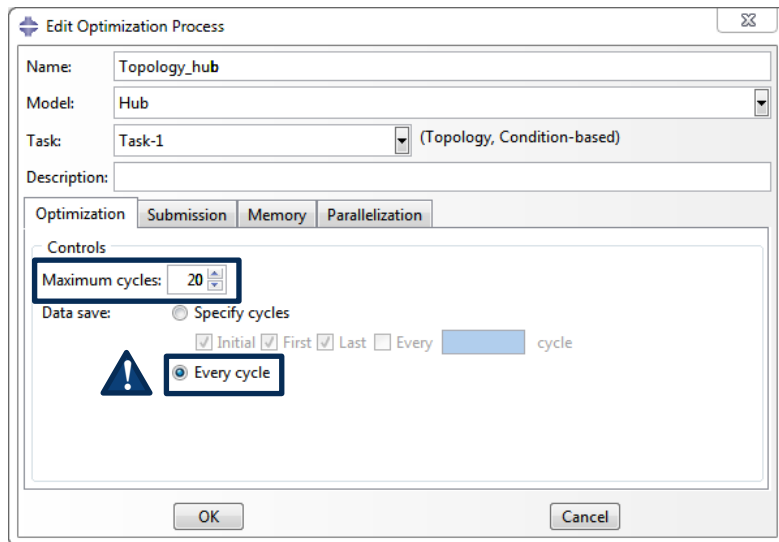 Edit Optimization Process
Name: Topology_hub
Model: Hub
Task: Task-1 (Topology, Condition-based)
Description:
Optimization Submission Memory Parallelization
Controls
Maximum cycles: 20
Data save: Specify cycles
Initial First Last Every cycle
Every cycle
OK Cancel